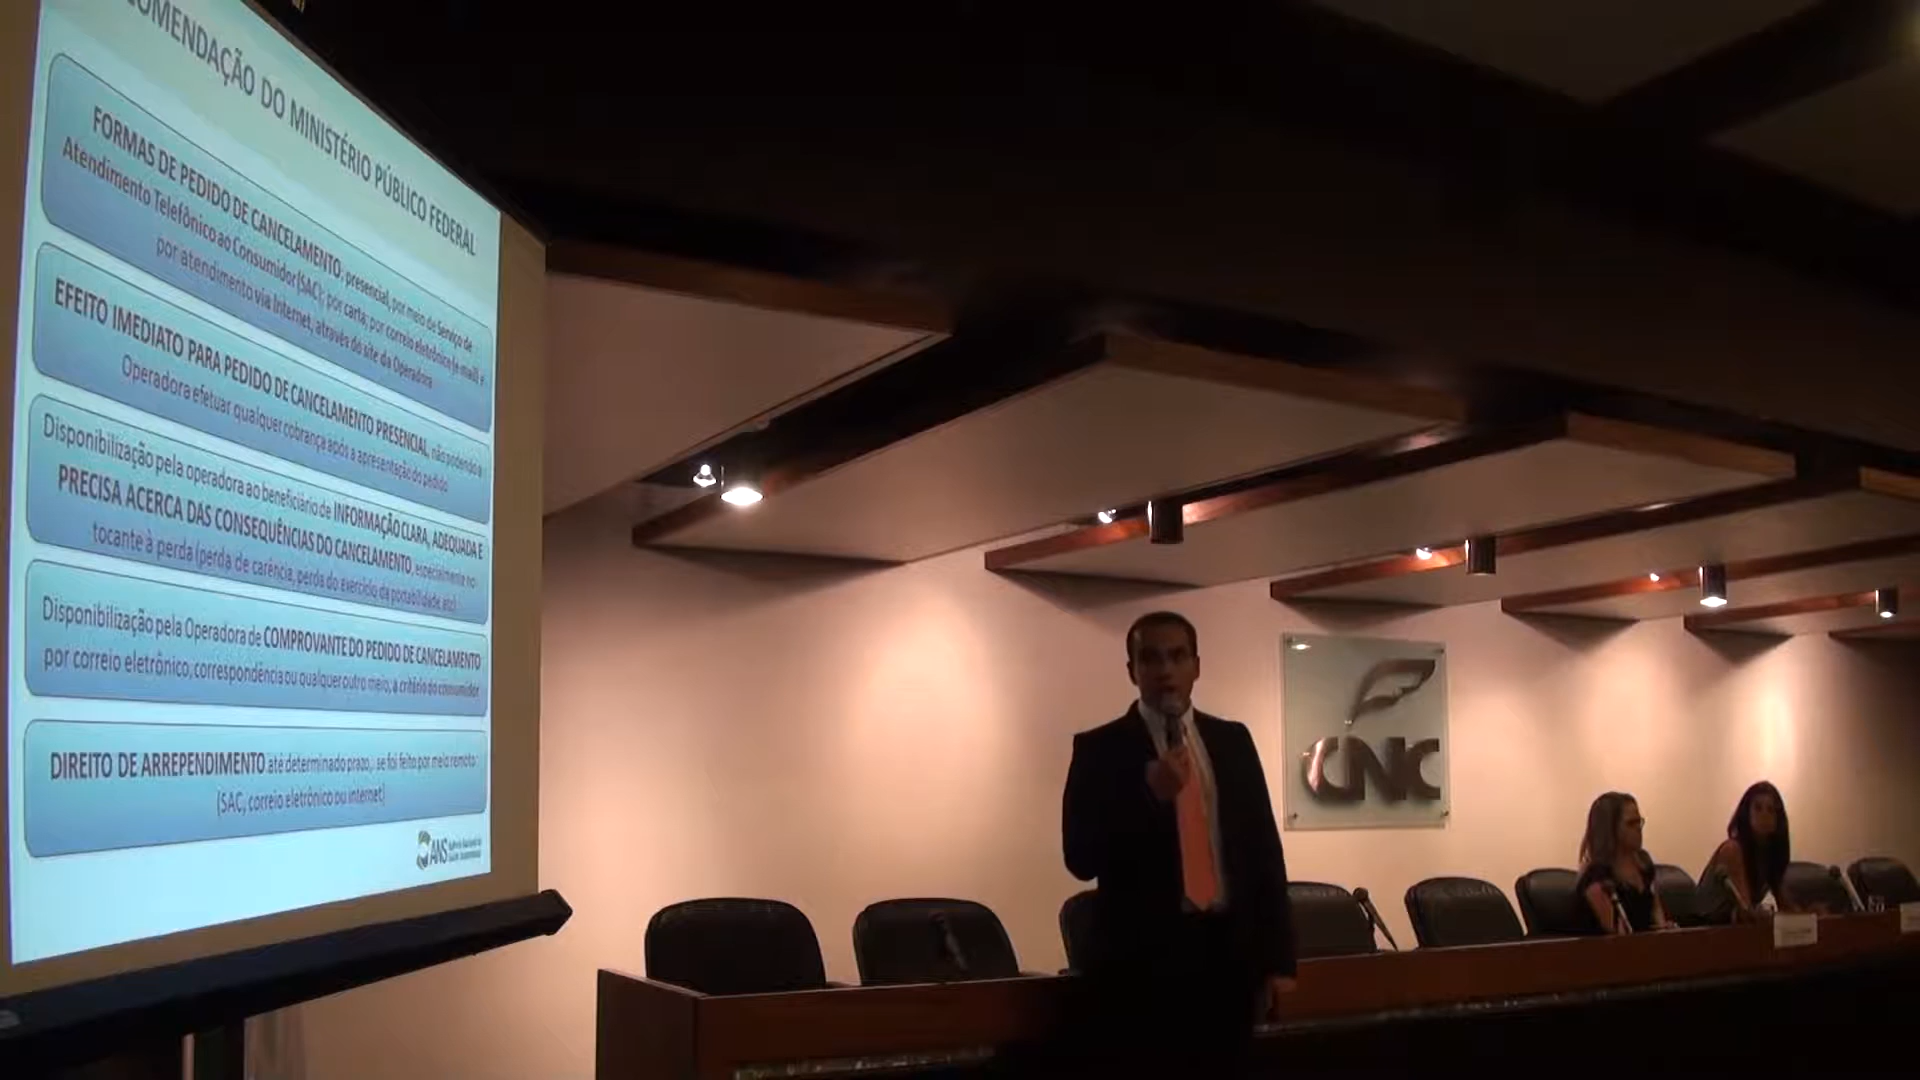 COMENDAÇÃO DO MINISTÉRIO PÚBLICO FEDERAL
FORMAS DE PEDIDO DE CANCELAMENTO: presencial, por meio de Serviço de
Atendimento Telefônico ao Consumidor (SAC); por carta; por correio eletrônico (e-mail) e
por atendimento via Internet, através do site da Operadora
EFEITO IMEDIATO PARA PEDIDO DE CANCELAMENTO PRESENCIAL, não podendo a
Operadora efetuar qualquer cobrança após a apresentação do pedido
Disponibilização pela operadora ao beneficiário de INFORMAÇÃO CLARA, ADEQUADA E
PRECISA ACERCA DAS CONSEQUÊNCIAS DO CANCELAMENTO, especialmente no
tocante à perda (perda de carência, perda do exercício da portabilidade, etc)
Disponibilização pela Operadora de COMPROVANTE DO PEDIDO DE CANCELAMENTO
por correio eletrônico, correspondência ou qualquer outro meio, a critério do consumidor
DIREITO DE ARREPENDIMENTO até determinado prazo, se foi feito por meio remoto
(SAC, correio eletrônico ou internet)
ANS
CNC